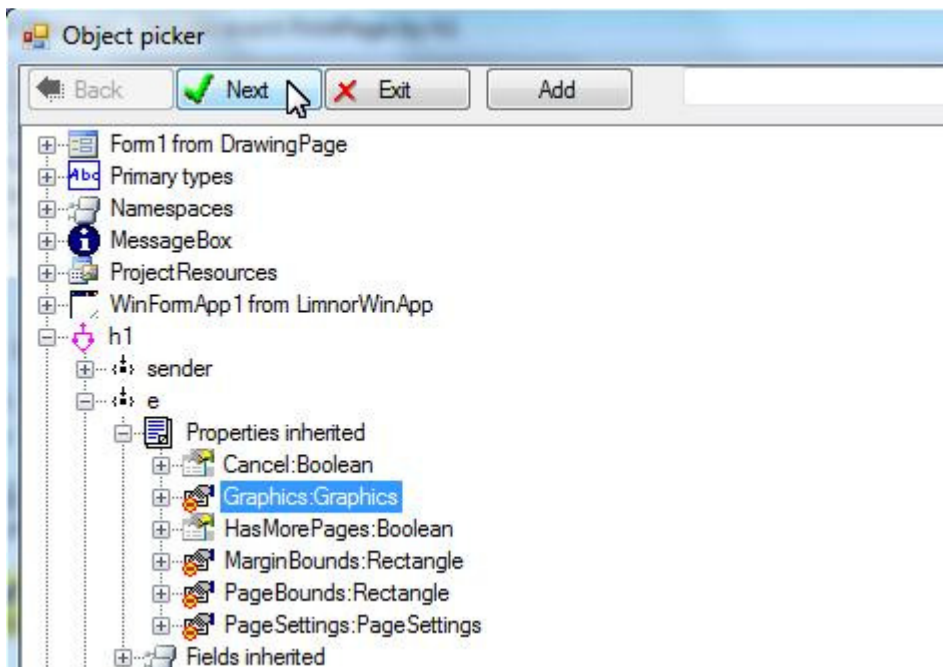 Object picker
Back Next Exit Add
Form1 from DrawingPage
Abc Primary types
Namespaces
MessageBox
ProjectResources
WinFormApp1 from LimnorWinApp
h1
sender
e
Properties inherited
Cancel:Boolean
Graphics:Graphics
HasMorePages:Boolean
MarginBounds:Rectangle
PageBounds:Rectangle
PageSettings:PageSettings
Fields inherited